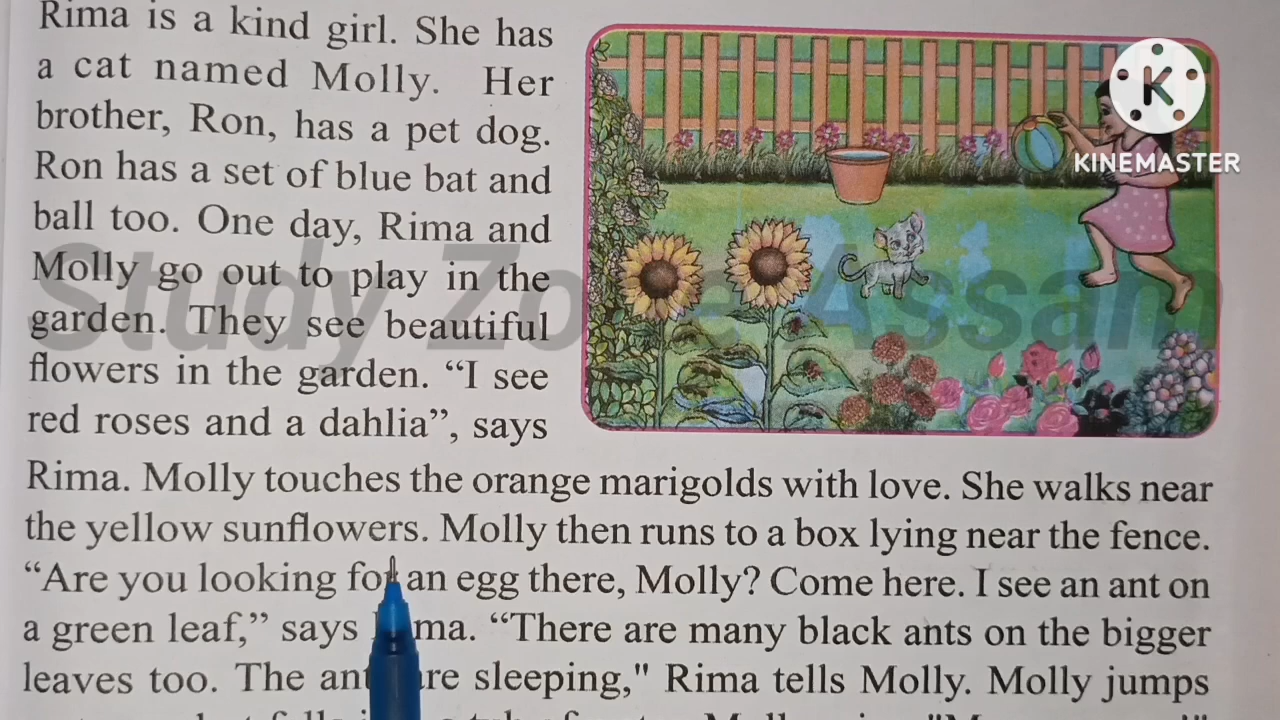 Rima is a kind girl. She has
a cat named Molly. Her
brother, Ron, has a pet dog.
Ron has a set of blue bat and
ball too. One day, Rima and
Molly go out to play in the
garden. They see beautiful
flowers in the garden. “I see
red roses and a dahlia”, says
Rima. Molly touches the orange marigolds with love. She walks near
the yellow sunflowers. Molly then runs to a box lying near the fence.
“Are you looking for an egg there, Molly? Come here. I see an ant on
a green leaf,” says Rima. “There are many black ants on the bigger
leaves too. The ant are sleeping," Rima tells Molly. Molly jumps
K
KINEMASTER
Study Zone Assam